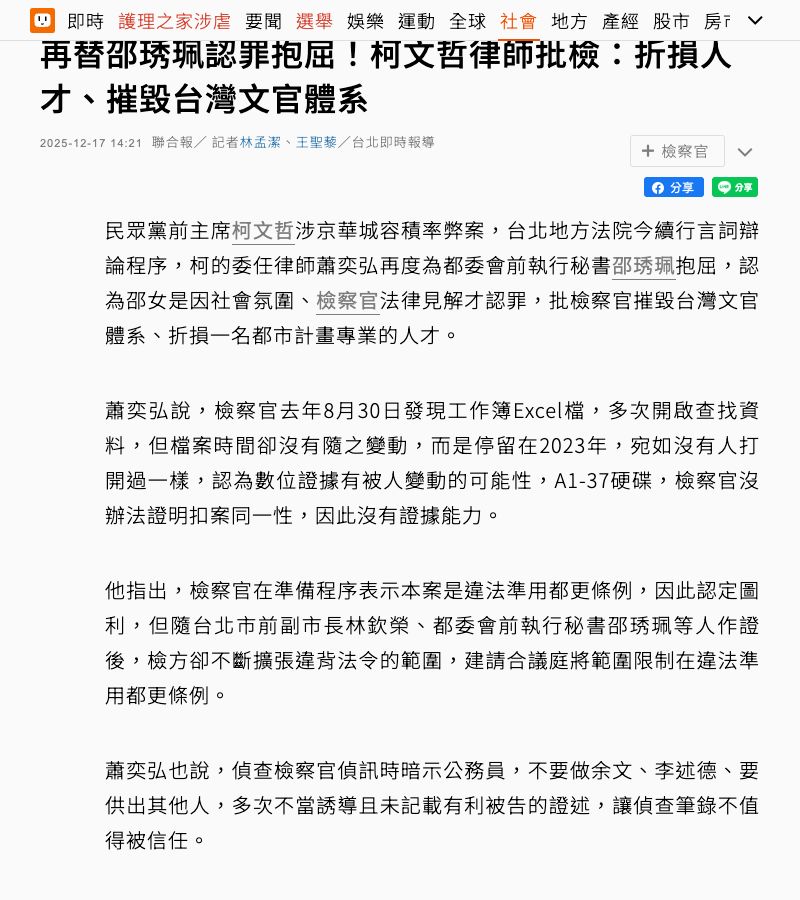 即時 護理之家涉虐 要聞 選舉 娛樂 運動 全球 社會 地方 產經 股市
再替邵琇珮認罪抱屈！柯文哲律師批檢：折損人
才、摧毀台灣文官體系
2025-12-17 14:21 聯合報／ 記者林孟潔、王聖藜／台北即時報導
+ 檢察官
分享 分享
民眾黨前主席柯文哲涉京華城容積率弊案，台北地方法院今續行言詞辯
論程序，柯的委任律師蕭奕弘再度為都委會前執行秘書邵琇珮抱屈，認
為邵女是因社會氛圍、檢察官法律見解才認罪，批檢察官摧毀台灣文官
體系、折損一名都市計畫專業的人才。
蕭奕弘說，檢察官去年8月30日發現工作簿Excel檔，多次開啟查找資
料，但檔案時間卻沒有隨之變動，而是停留在2023年，宛如沒有人打
開過一樣，認為數位證據有被人變動的可能性，A1-37硬碟，檢察官沒
辦法證明扣案同一性，因此沒有證據能力。
他指出，檢察官在準備程序表示本案是違法準用都更條例，因此認定圖
利，但隨台北市前副市長林欽榮、都委會前執行秘書邵琇珮等人作證
後，檢方卻不斷擴張違背法令的範圍，建請合議庭將範圍限制在違法準
用都更條例。
蕭奕弘也說，偵查檢察官偵訊時暗示公務員，不要做余文、李述德、要
供出其他人，多次不當誘導且未記載有利被告的證述，讓偵查筆錄不值
得被信任。